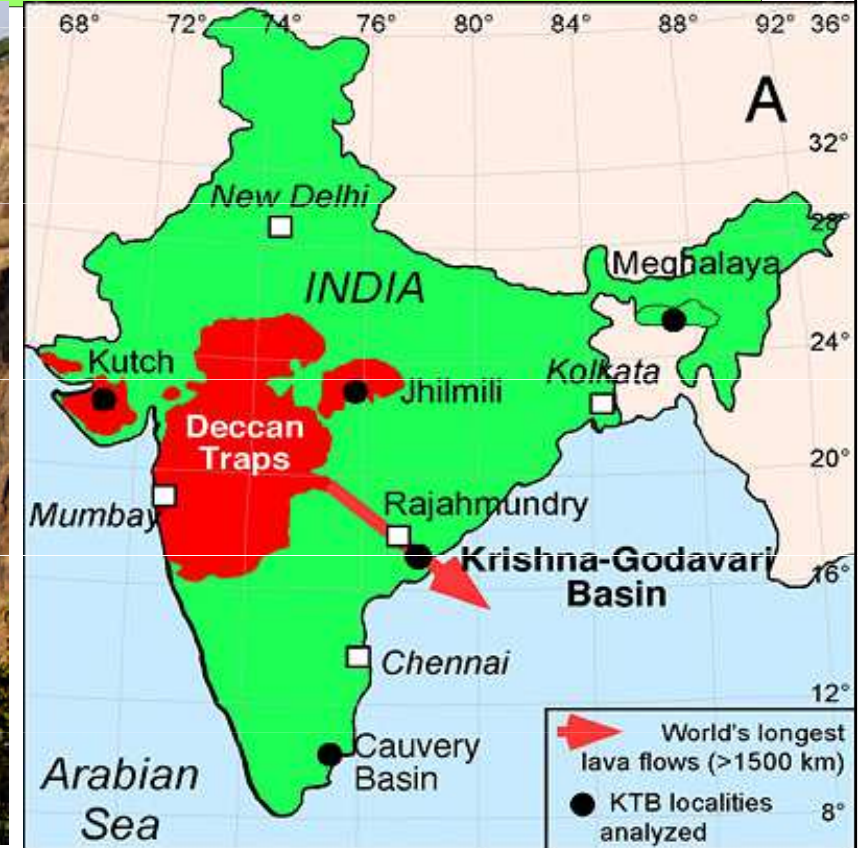 68° 72° 74° 76° 80° 84° 88° 92° 36°
A
32°
New Delhi
28°
Meghalaya
INDIA
24°
Kutch
Kolkata
Jhilmili
Deccan
Traps
20°
Rajahmundry
Mumbay
Krishna-Godavari
Basin
16°
Chennai
12°
Cauvery
Basin
World's longest
lava flows (>1500 km)
Arabian
Sea
KTB localities
analyzed
8°